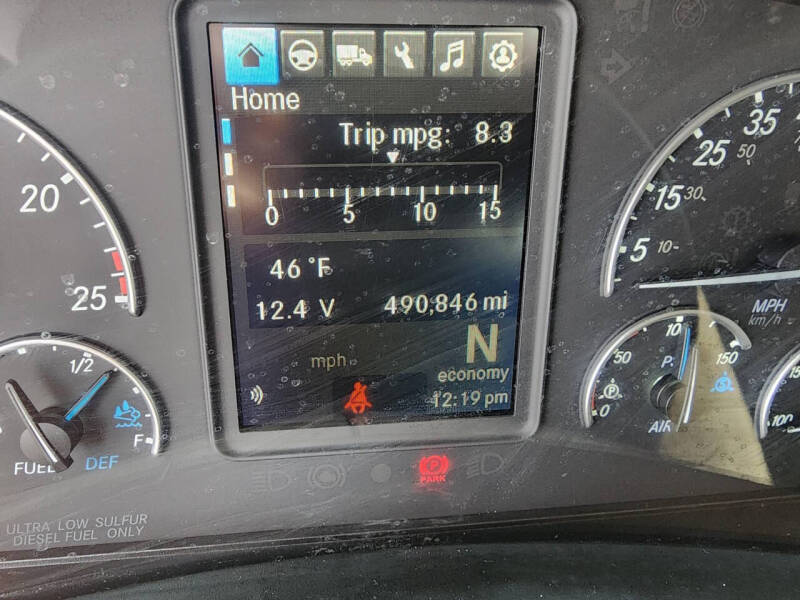 Home
Trip mpg: 8.3
0 5 10 15
46 °F
12.4 V 490,846 mi
N
mph economy
12:19 pm
20
25
1/2
F
FUEL DEF
ULTRA LOW SULFUR
DIESEL FUEL ONLY
P
PARK
35
25 50
15 30
5 10
MPH
km/h
100
50 P
150
0
AIR
100